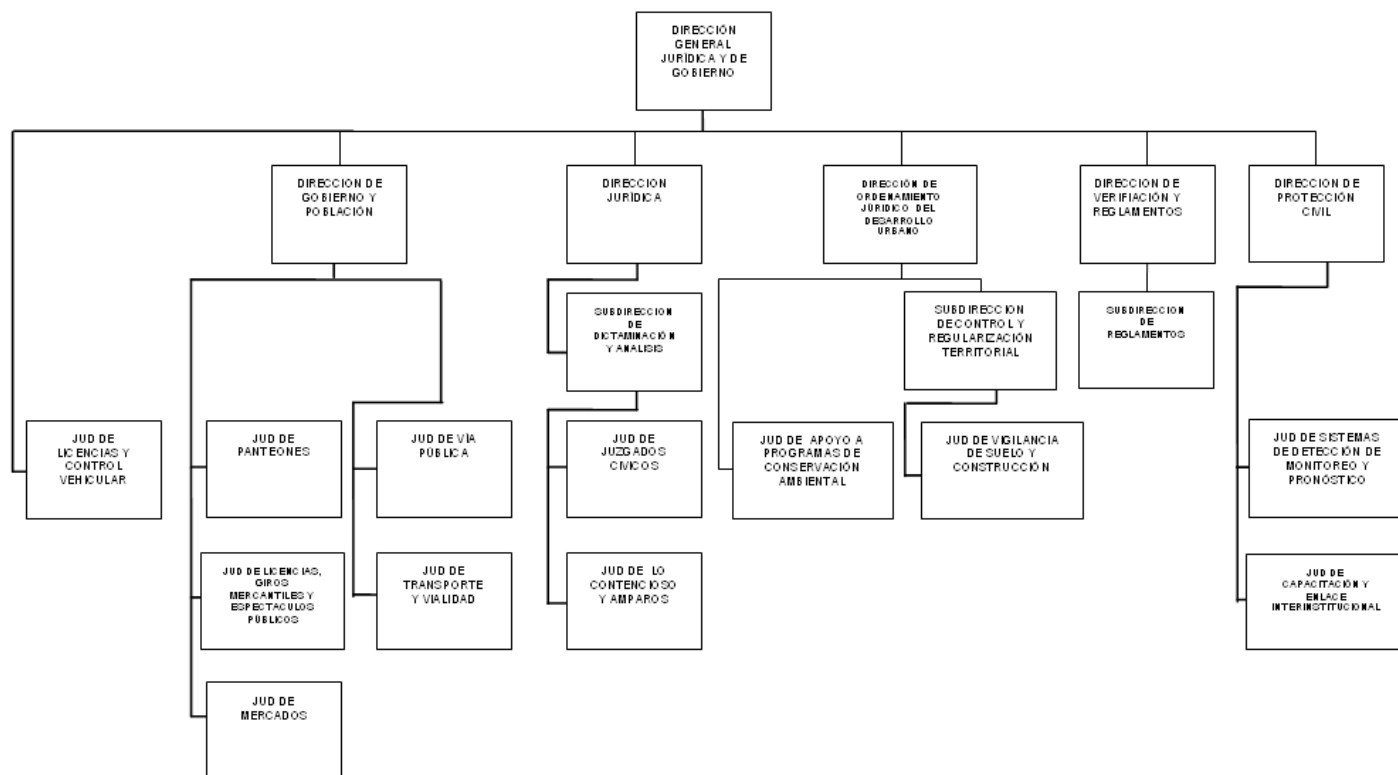 DIRECCIÓN
GENERAL
JURÍDICA Y DE
GOBIERNO
DIRECCION DE
GOBIERNO Y
POBLACIÓN
DIRECCION
JURÍDICA
DIRECCIÓN DE
ORDENAMIENTO
JÚRIDICO DEL
DESARROLLO
URBANO
DIRECCIÓN DE
VERIFIACIÓN Y
REGLAMENTOS
DIRECCION DE
PROTECCIÓN
CIVIL
SUBDIRECCION
DE
DICTAMINACIÓN
Y ANALISIS
SUBDIRECCION
DE CONTROL Y
REGULARIZACIÓN
TERRITORIAL
SUBDIRECCIÓN
DE
REGLAMENTOS
JUD DE
LICENCIAS Y
CONTROL
VEHICULAR
JUD DE
PANTEONES
JUD DE VÍA
PÚBLICA
JUD DE
JUZGADOS
CIVICOS
JUD DE APOYO A
PROGRAMAS DE
CONSERVACIÓN
AMBIENTAL
JUD DE VIGILANCIA
DE SUELO Y
CONSTRUCCIÓN
JUD DE SISTEMAS
DE DETECCIÓN DE
MONITOREO Y
PRONÓSTICO
JUD DE LICENCIAS,
GIROS
MERCANTILES Y
ESPECTACULOS
PÚBLICOS
JUD DE
TRANSPORTE
Y VIALIDAD
JUD DE LO
CONTENCIOSO
Y AMPAROS
JUD DE
CAPACITACIÓN Y
ENLACE
INTERINSTITUCIONAL
JUD DE
MERCADOS